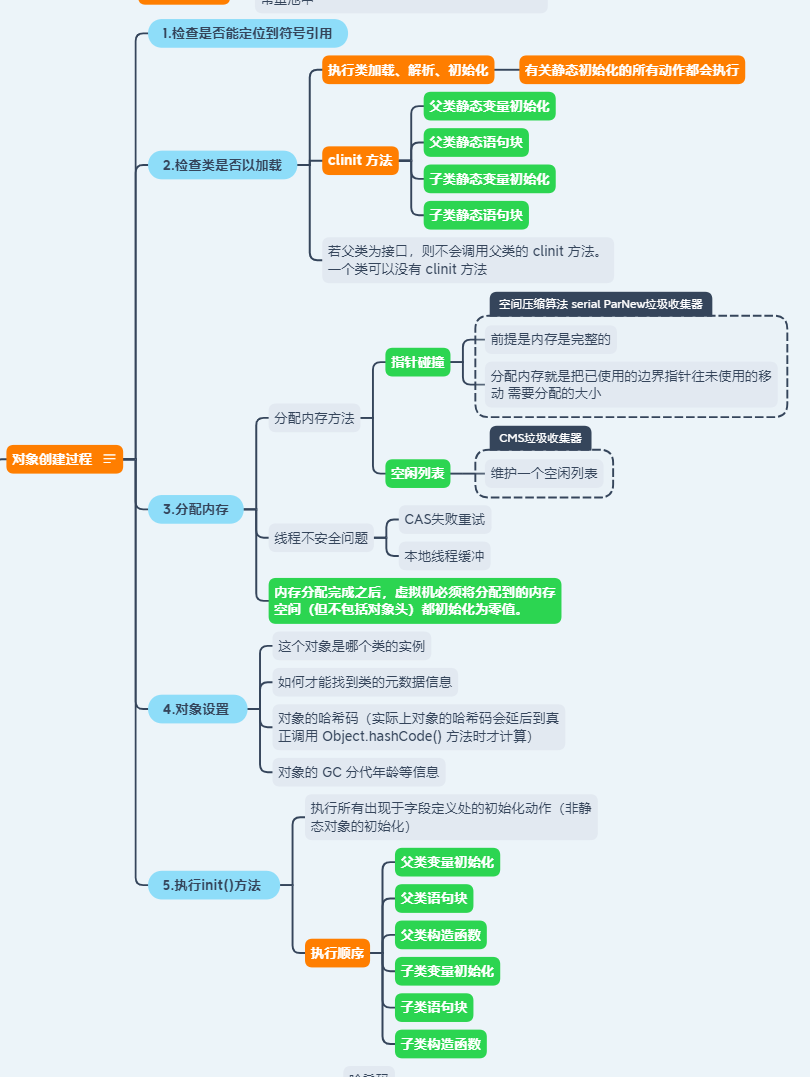 1.检查是否能定位到符号引用
执行类加载、解析、初始化
有关静态初始化的所有动作都会执行
父类静态变量初始化
父类静态语句块
2.检查类是否以加载
clinit 方法
子类静态变量初始化
子类静态语句块
若父类为接口，则不会调用父类的 clinit 方法。
一个类可以没有 clinit 方法
空间压缩算法 serial ParNew垃圾收集器
前提是内存是完整的
指针碰撞
分配内存就是把已使用的边界指针往未使用的移
动 需要分配的大小
分配内存方法
CMS垃圾收集器
空闲列表
维护一个空闲列表
对象创建过程
3.分配内存
CAS失败重试
线程不安全问题
本地线程缓冲
内存分配完成之后，虚拟机必须将分配到的内存
空间（但不包括对象头）都初始化为零值。
这个对象是哪个类的实例
如何才能找到类的元数据信息
4.对象设置
对象的哈希码（实际上对象的哈希码会延后到真
正调用 Object.hashCode() 方法时才计算）
对象的 GC 分代年龄等信息
执行所有出现于字段定义处的初始化动作（非静
态对象的初始化）
5.执行init()方法
父类变量初始化
父类语句块
父类构造函数
执行顺序
子类变量初始化
子类语句块
子类构造函数